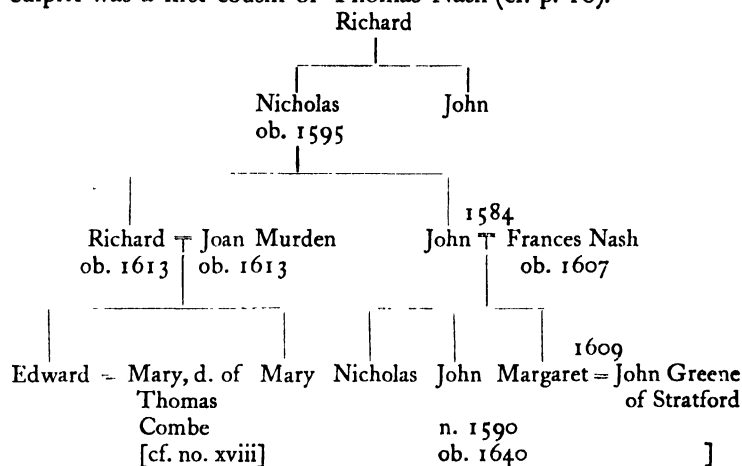 culprit was a first cousin of Thomas Nash (cf. p. 10).
Richard
Nicholas John
ob. 1595
1584
Richard Joan Murden John Frances Nash
ob. 1613 ob. 1613 ob. 1607
1609
Edward = Mary, d. of Mary Nicholas John Margaret = John Greene
Thomas of Stratford
Combe n. 1590
[cf. no. xviii] ob. 1640 ]